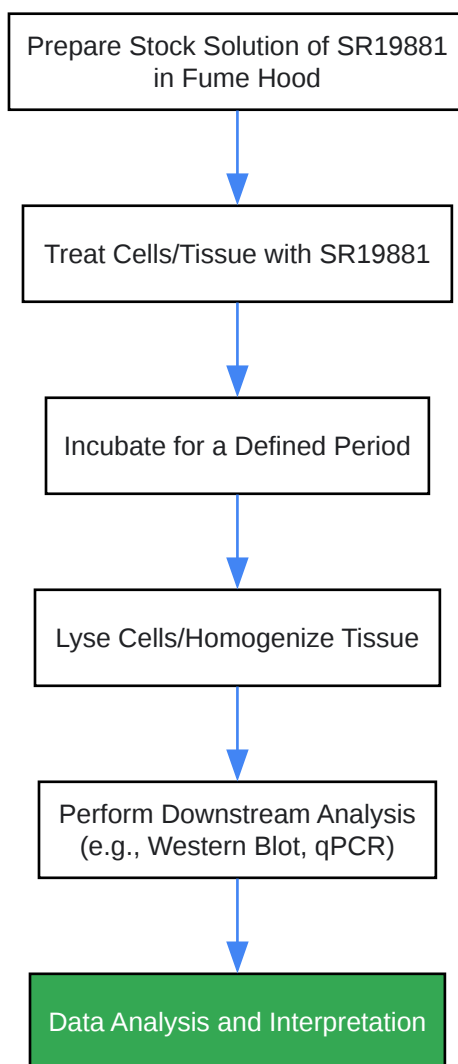 Prepare Stock Solution of SR19881
in Fume Hood
Treat Cells/Tissue with SR19881
Incubate for a Defined Period
Lyse Cells/Homogenize Tissue
Perform Downstream Analysis
(e.g., Western Blot, qPCR)
Data Analysis and Interpretation